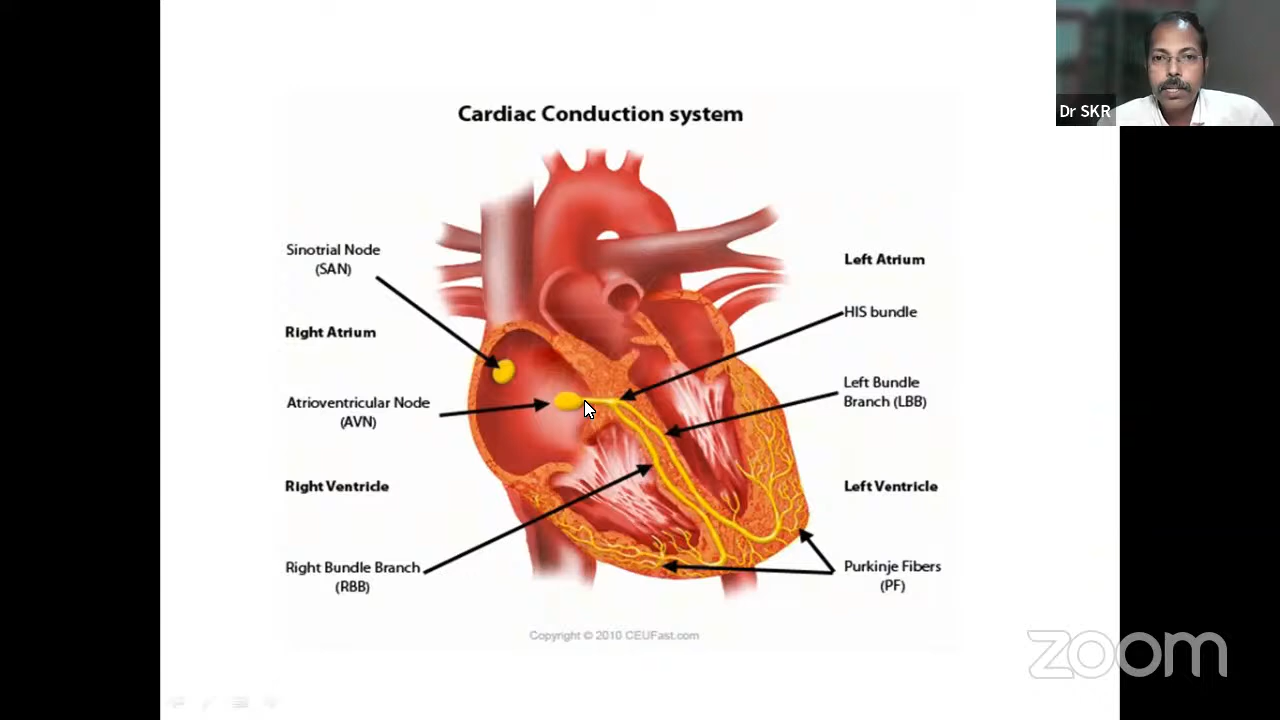 Cardiac Conduction system
Dr SKR
Sinotrial Node
(SAN)
Left Atrium
HIS bundle
Right Atrium
Left Bundle
Branch (LBB)
Atrioventricular Node
(AVN)
Right Ventricle
Left Ventricle
Right Bundle Branch
(RBB)
Purkinje Fibers
(PF)
Copyright © 2010 CEUFast.com
zoom